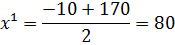 x¹ = (−10 + 170) / 2 = 80